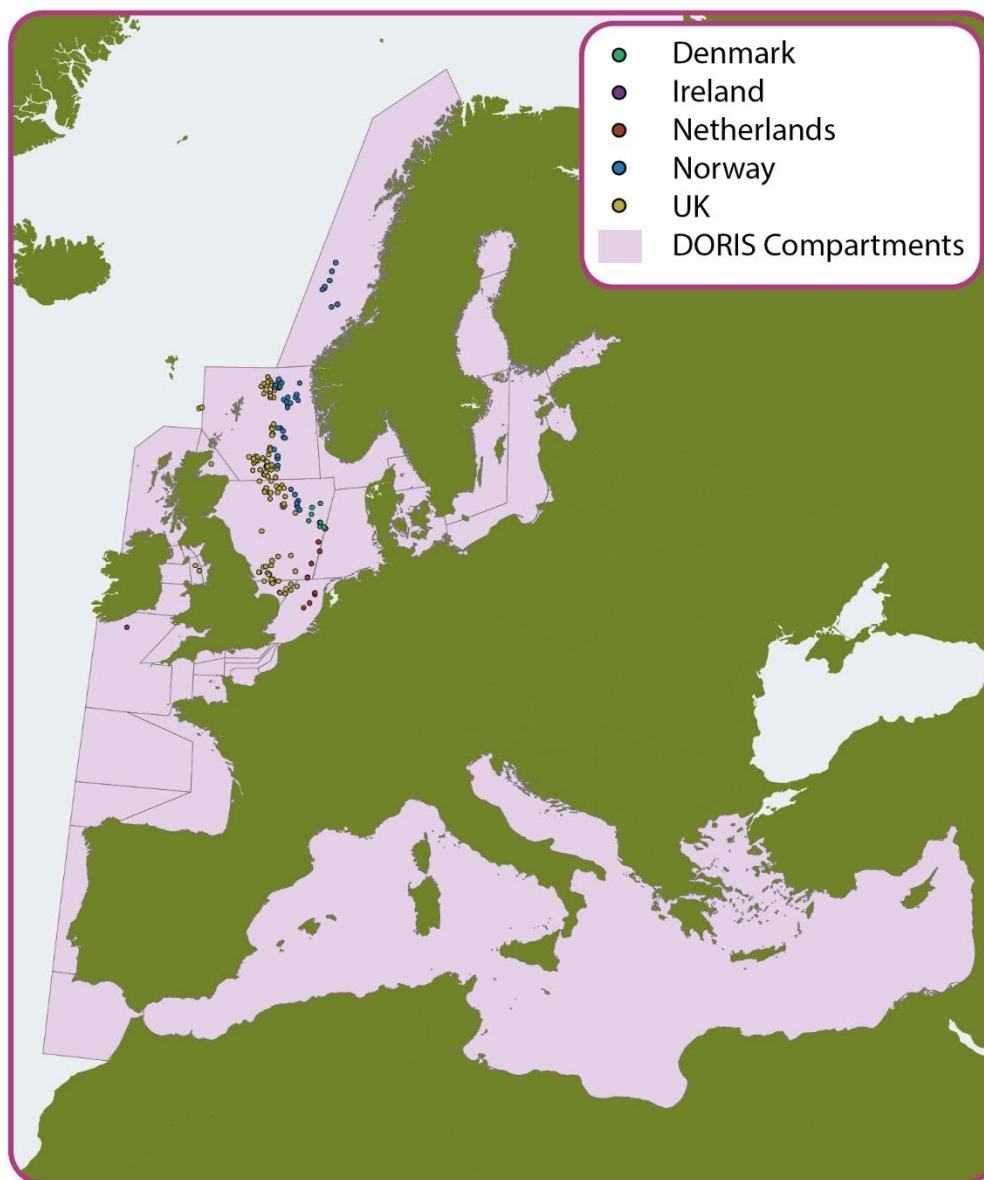 Denmark
Ireland
Netherlands
Norway
UK
DORIS Compartments